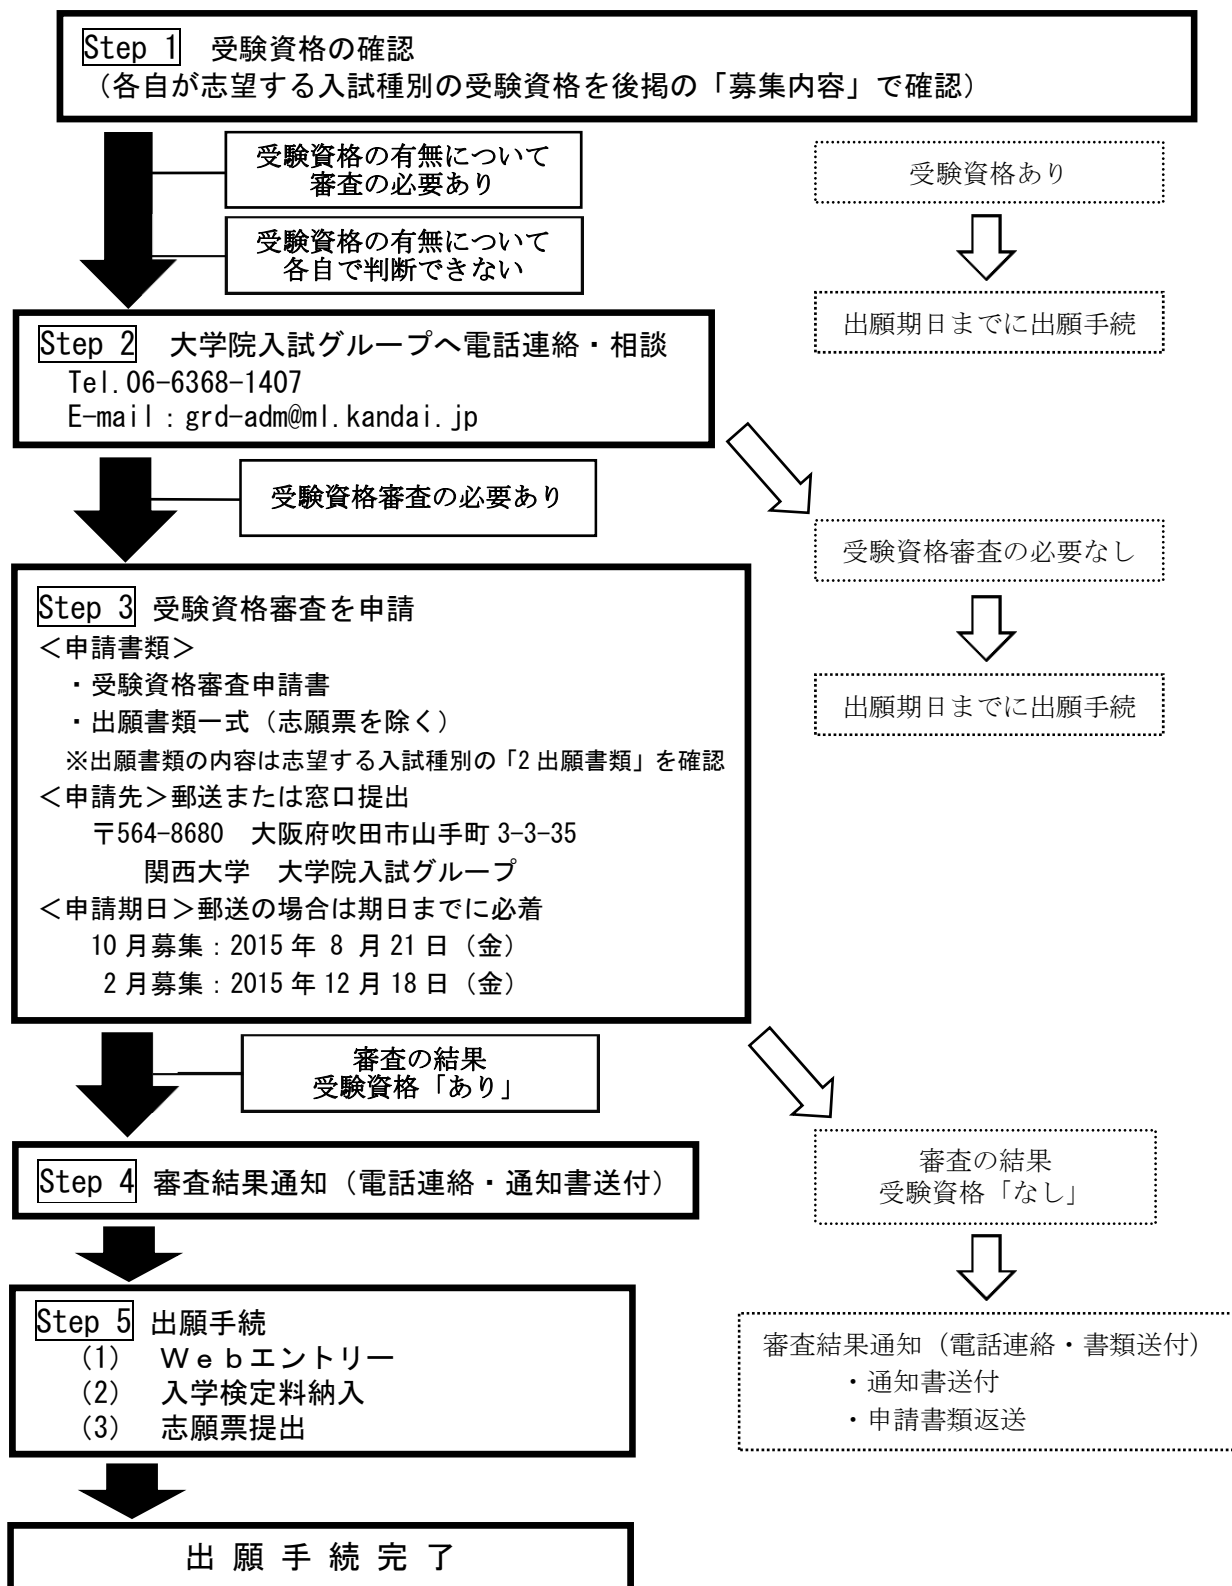 Step 1 受験資格の確認
（各自が志望する入試種別の受験資格を後掲の「募集内容」で確認）
受験資格の有無について
審査の必要あり
受験資格の有無について
各自で判断できない
受験資格あり
出願期日までに出願手続
Step 2 大学院入試グループへ電話連絡・相談
Tel.06-6368-1407
E-mail：grd-adm@ml.kandai.jp
受験資格審査の必要あり
受験資格審査の必要なし
出願期日までに出願手続
Step 3 受験資格審査を申請
＜申請書類＞
・受験資格審査申請書
・出願書類一式（志願票を除く）
※出願書類の内容は志望する入試種別の「2 出願書類」を確認
＜申請先＞郵送または窓口提出
〒564-8680 大阪府吹田市山手町 3-3-35
関西大学 大学院入試グループ
＜申請期日＞郵送の場合は期日までに必着
10 月募集：2015 年 8 月 21 日（金）
2 月募集：2015 年 12 月 18 日（金）
審査の結果
受験資格「あり」
審査の結果
受験資格「なし」
Step 4 審査結果通知（電話連絡・通知書送付）
審査結果通知（電話連絡・書類送付）
・通知書送付
・申請書類返送
Step 5 出願手続
(1) Ｗｅｂエントリー
(2) 入学検定料納入
(3) 志願票提出
出 願 手 続 完 了